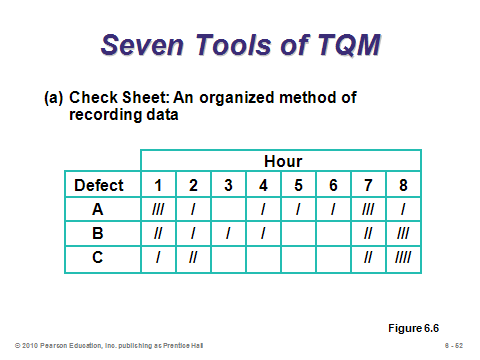 Seven Tools of TQM
(a) Check Sheet: An organized method of
recording data
Hour
Defect 1 2 3 4 5 6 7 8
A /// / / / / /// /
B // / / / // ///
C / // // ////
Figure 6.6
© 2010 Pearson Education, Inc. publishing as Prentice Hall 6 - 52